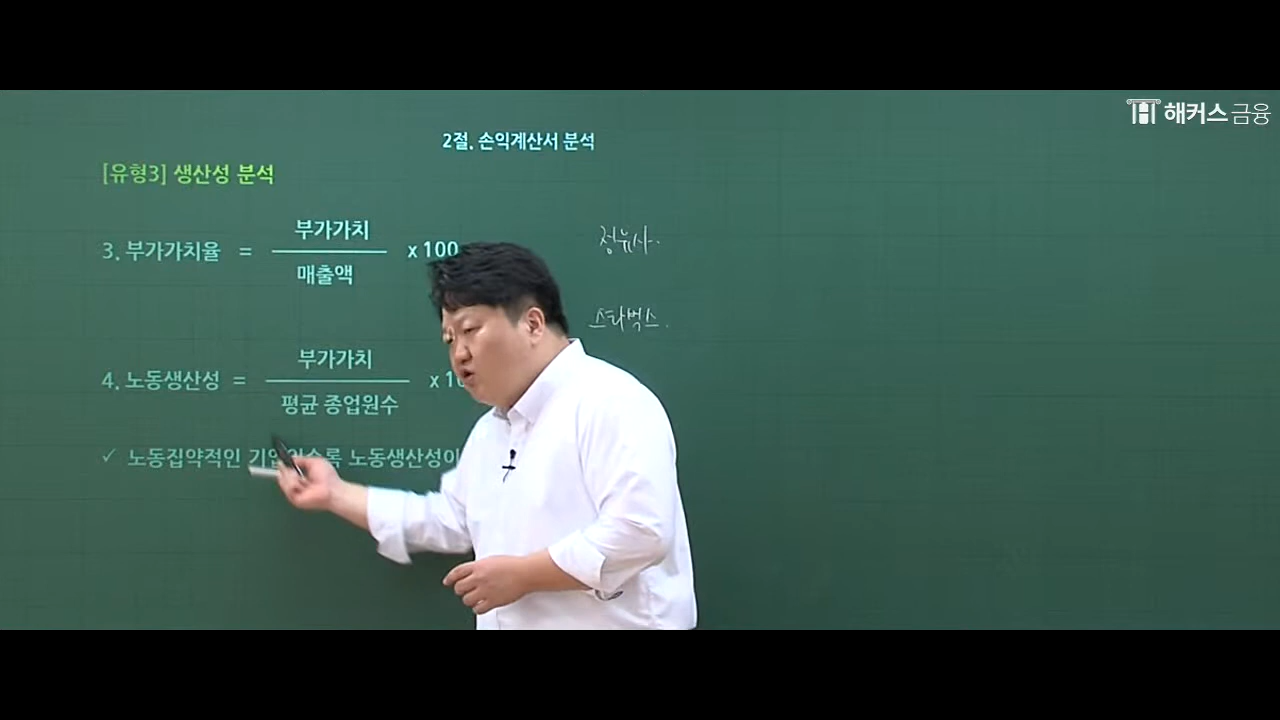 해커스 금융
2절. 손익계산서 분석
[유형3] 생산성 분석
3. 부가가치율 = 부가가치 x 100
매출액
정유사.
스타벅스.
4. 노동생산성 = 부가가치 x
평균 종업원수
✓ 노동집약적인 노동생산성이